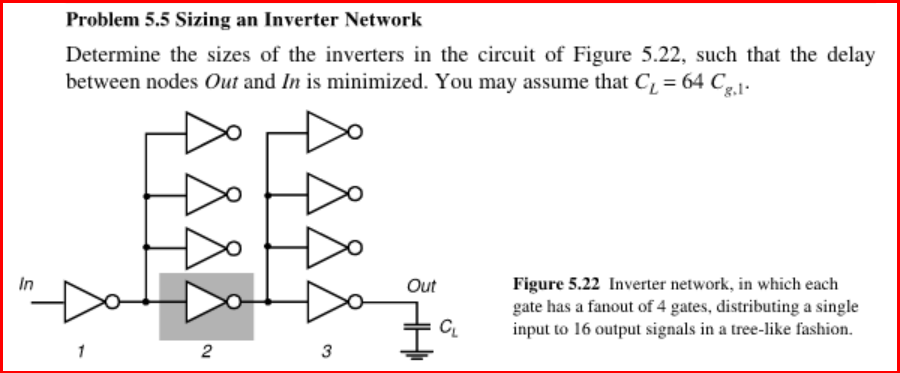 Problem 5.5 Sizing an Inverter Network
Determine the sizes of the inverters in the circuit of Figure 5.22, such that the delay
between nodes Out and In is minimized. You may assume that C_L = 64 C_g,1.
In
Out
C_L
1
2
3
Figure 5.22 Inverter network, in which each
gate has a fanout of 4 gates, distributing a single
input to 16 output signals in a tree-like fashion.